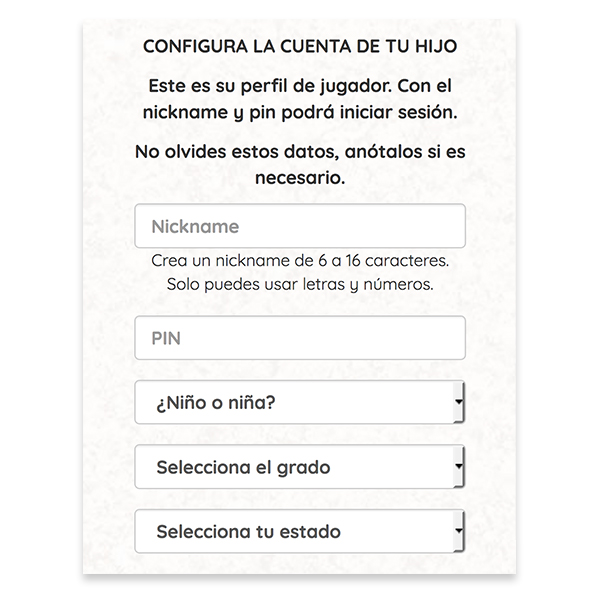 CONFIGURA LA CUENTA DE TU HIJO
Este es su perfil de jugador. Con el
nickname y pin podrá iniciar sesión.
No olvides estos datos, anótalos si es
necesario.
Nickname
Crea un nickname de 6 a 16 caracteres.
Solo puedes usar letras y números.
PIN
¿Niño o niña?
Selecciona el grado
Selecciona tu estado